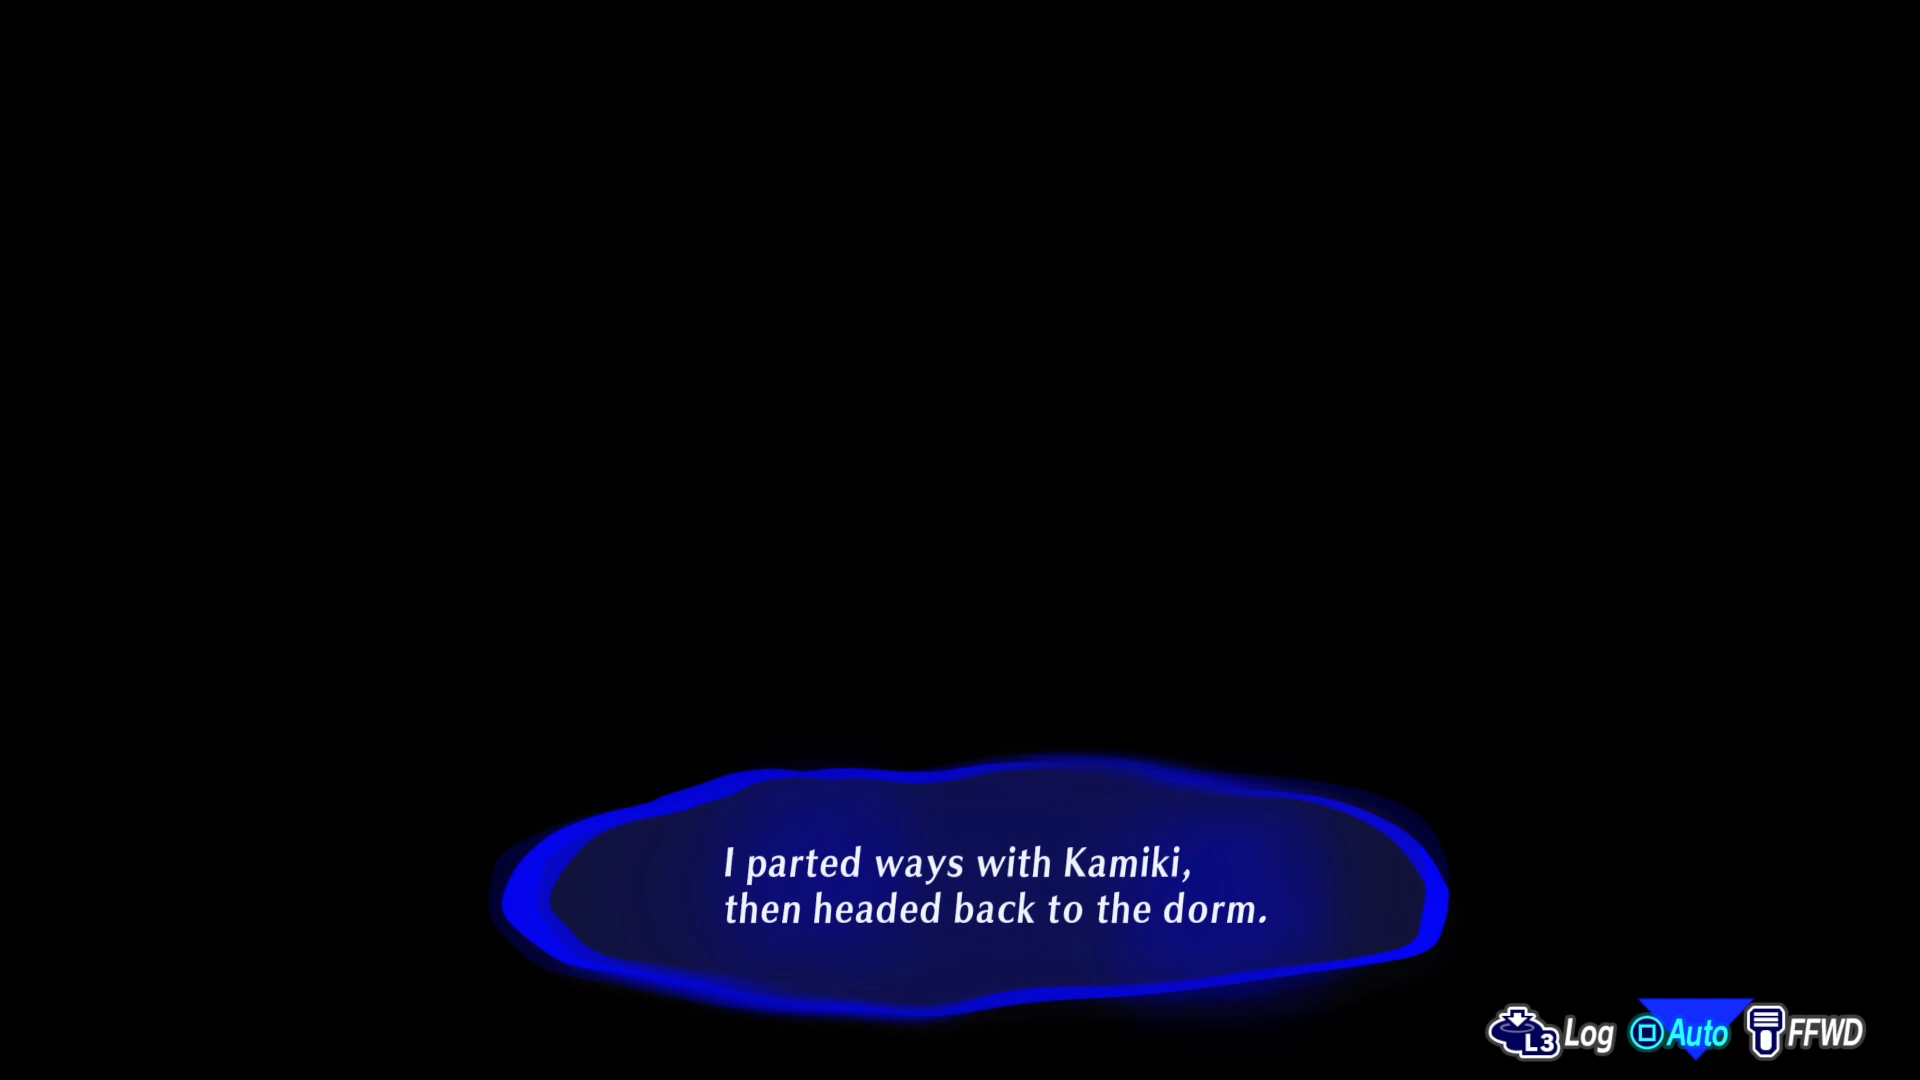 I parted ways with Kamiki,
then headed back to the dorm.
L3 Log Auto FFWD